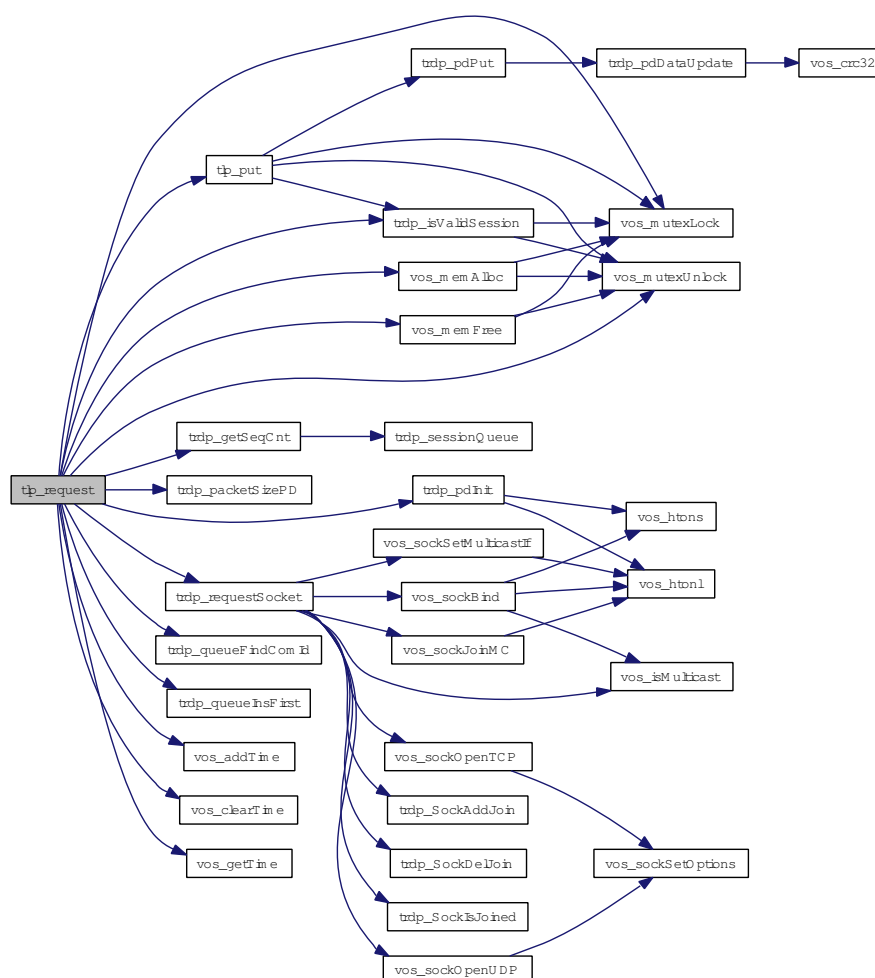 trdp_pdPut
trdp_pdDataUpdate
vos_crc32
tlp_put
trdp_isValidSession
vos_mutexLock
vos_memAlloc
vos_mutexUnlock
vos_memFree
trdp_getSeqCnt
trdp_sessionQueue
tlp_request
trdp_packetSizePD
trdp_pdInit
vos_htons
vos_sockSetMulticastIf
vos_htonl
trdp_requestSocket
vos_sockBind
trdp_queueFindComId
vos_sockJoinMC
vos_isMulticast
trdp_queueInsFirst
vos_addTime
vos_sockOpenTCP
vos_clearTime
trdp_SockAddJoin
vos_getTime
trdp_SockDelJoin
vos_sockSetOptions
trdp_SockIsJoined
vos_sockOpenUDP